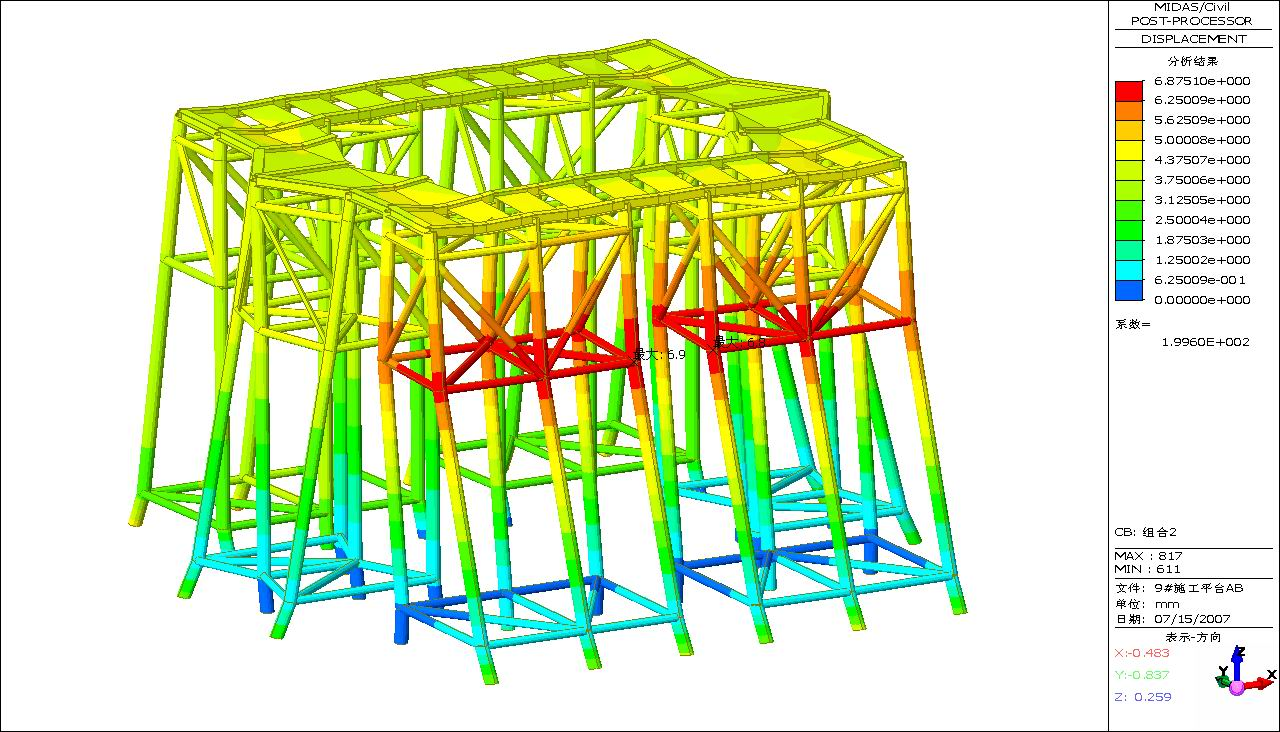 MIDAS/Civil
POST-PROCESSOR
DISPLACEMENT
分析结果
6.87510e+000
6.25009e+000
5.62509e+000
5.00008e+000
4.37507e+000
3.75006e+000
3.12505e+000
2.50004e+000
1.87503e+000
1.25002e+000
6.25009e-001
0.00000e+000
系数=
1.9960E+002
最大: 6.9
CB: 组合2
MAX : 817
MIN : 611
文件: 9#施工平台AB
单位: mm
日期: 07/15/2007
表示-方向
X:-0.483
Y:-0.837
Z: 0.259
Z
Y
X